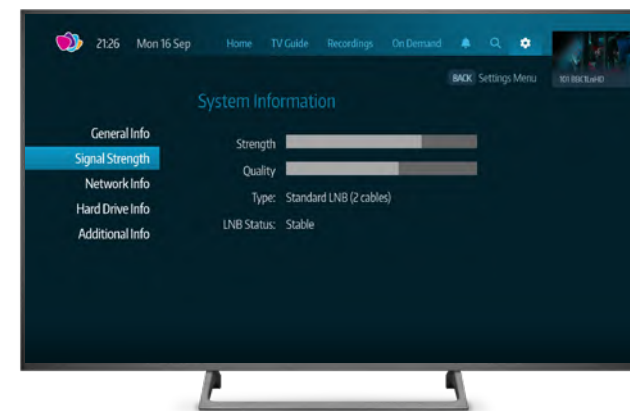 21:26 Mon 16 Sep Home TV Guide Recordings On Demand
BACK Settings Menu
System Information
General Info
Signal Strength
Network Info
Hard Drive Info
Additional Info
Strength
Quality
Type: Standard LNB (2 cables)
LNB Status: Stable